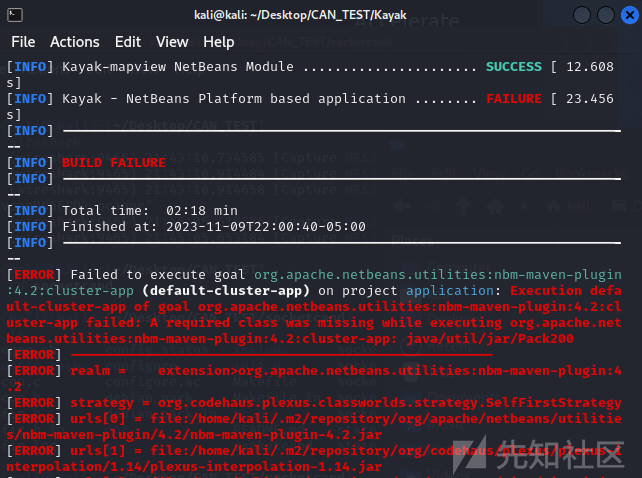 kali@kali: ~/Desktop/CAN_TEST/Kayak
File Actions Edit View Help
[INFO] Kayak-mapview NetBeans Module ...................... SUCCESS [ 12.608
s]
[INFO] Kayak - NetBeans Platform based application ........ FAILURE [ 23.456
s]
[INFO] ------------------------------------------------------------------------
--
[INFO] BUILD FAILURE
[INFO] ------------------------------------------------------------------------
--
[INFO] Total time:  02:18 min
[INFO] Finished at: 2023-11-09T22:00:40-05:00
[INFO] ------------------------------------------------------------------------
--
[ERROR] Failed to execute goal org.apache.netbeans.utilities:nbm-maven-plugin
:4.2:cluster-app (default-cluster-app) on project application: Execution defa
ult-cluster-app of goal org.apache.netbeans.utilities:nbm-maven-plugin:4.2:cl
uster-app failed: A required class was missing while executing org.apache.net
beans.utilities:nbm-maven-plugin:4.2:cluster-app: java/util/jar/Pack200
[ERROR] -----------------------------------------------------
[ERROR] realm =    extension>org.apache.netbeans.utilities:nbm-maven-plugin:4
.2
[ERROR] strategy = org.codehaus.plexus.classworlds.strategy.SelfFirstStrategy
[ERROR] urls[0] = file:/home/kali/.m2/repository/org/apache/netbeans/utilitie
s/nbm-maven-plugin/4.2/nbm-maven-plugin-4.2.jar
[ERROR] urls[1] = file:/home/kali/.m2/repository/org/codehaus/plexus/plexus-i
nterpolation/1.14/plexus-interpolation-1.14.jar
先知社区